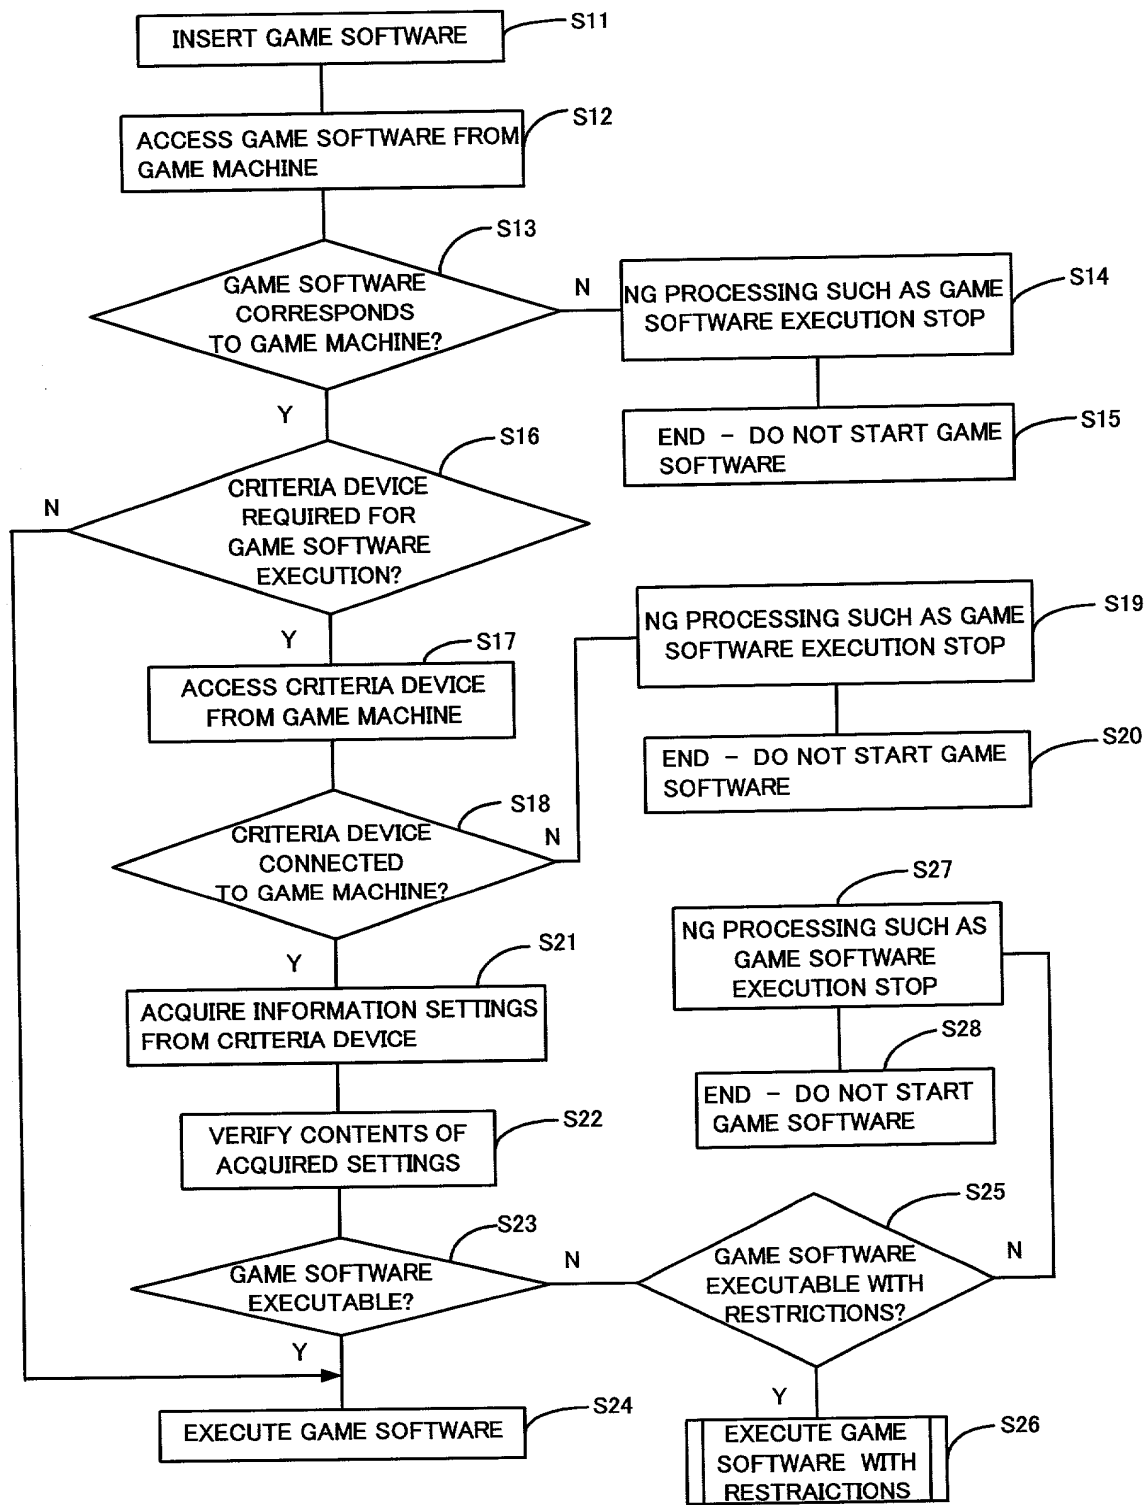 INSERT GAME SOFTWARE
S11
ACCESS GAME SOFTWARE FROM
GAME MACHINE
S12
GAME SOFTWARE
CORRESPONDS
TO GAME MACHINE?
S13
N
NG PROCESSING SUCH AS GAME
SOFTWARE EXECUTION STOP
S14
END - DO NOT START GAME
SOFTWARE
S15
Y
CRITERIA DEVICE
REQUIRED FOR
GAME SOFTWARE
EXECUTION?
S16
N
Y
ACCESS CRITERIA DEVICE
FROM GAME MACHINE
S17
CRITERIA DEVICE
CONNECTED
TO GAME MACHINE?
S18
N
NG PROCESSING SUCH AS GAME
SOFTWARE EXECUTION STOP
S19
END - DO NOT START GAME
SOFTWARE
S20
Y
ACQUIRE INFORMATION SETTINGS
FROM CRITERIA DEVICE
S21
VERIFY CONTENTS OF
ACQUIRED SETTINGS
S22
GAME SOFTWARE
EXECUTABLE?
S23
N
Y
EXECUTE GAME SOFTWARE
S24
GAME SOFTWARE
EXECUTABLE WITH
RESTRICTIONS?
S25
N
NG PROCESSING SUCH AS
GAME SOFTWARE
EXECUTION STOP
S27
END - DO NOT START
GAME SOFTWARE
S28
Y
EXECUTE GAME
SOFTWARE WITH
RESTRAICTIONS
S26